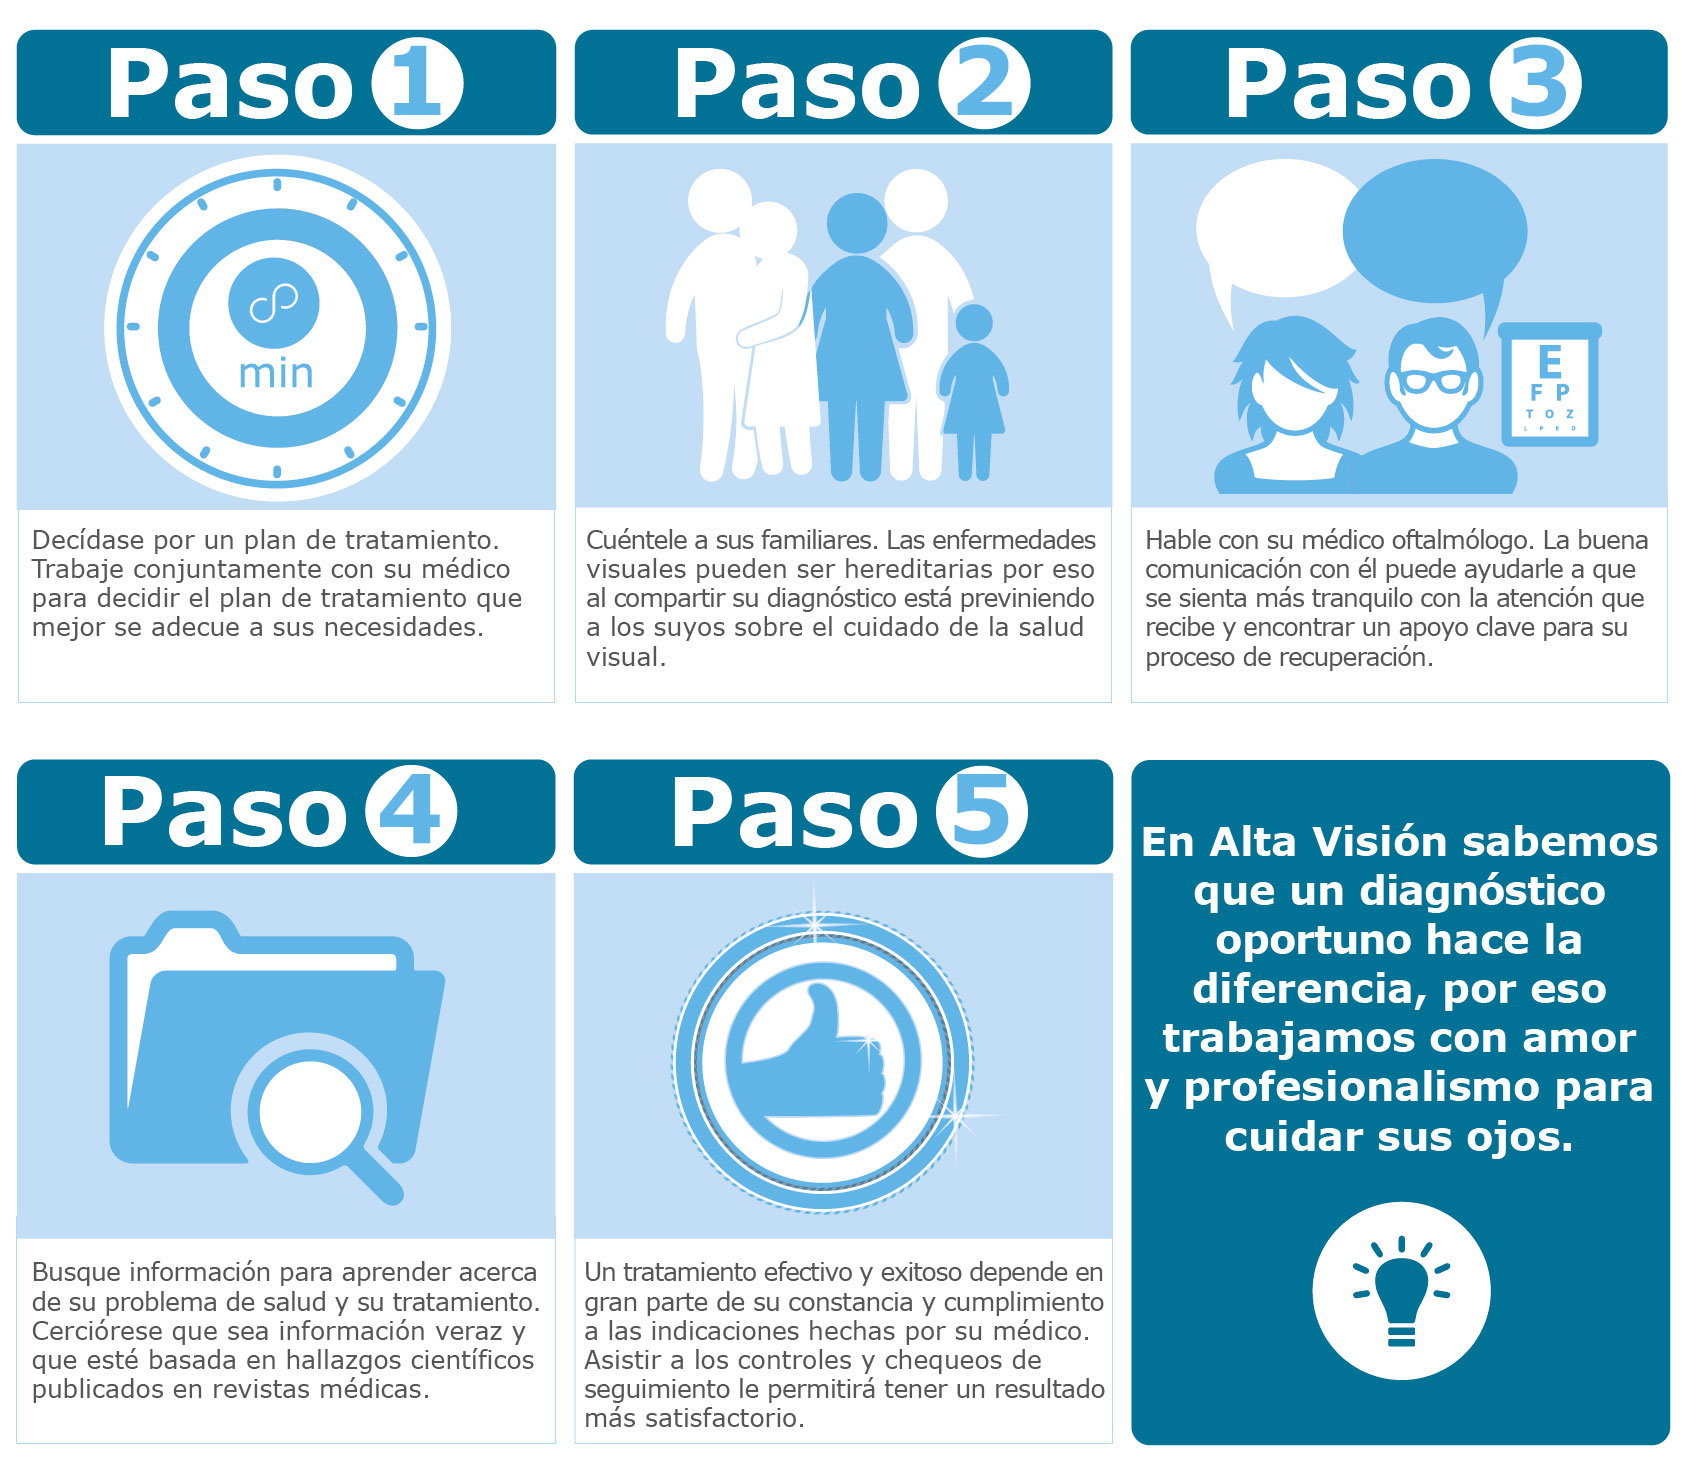 Paso 1
min
Decídase por un plan de tratamiento.
Trabaje conjuntamente con su médico
para decidir el plan de tratamiento que
mejor se adecue a sus necesidades.
Paso 2
Cuéntele a sus familiares. Las enfermedades
visuales pueden ser hereditarias por eso
al compartir su diagnóstico está previniendo
a los suyos sobre el cuidado de la salud
visual.
Paso 3
E
F P
T O Z
L P E D
Hable con su médico oftalmólogo. La buena
comunicación con él puede ayudarle a que
se sienta más tranquilo con la atención que
recibe y encontrar un apoyo clave para su
proceso de recuperación.
Paso 4
Busque información para aprender acerca
de su problema de salud y su tratamiento.
Cerciórese que sea información veraz y
que esté basada en hallazgos científicos
publicados en revistas médicas.
Paso 5
Un tratamiento efectivo y exitoso depende en
gran parte de su constancia y cumplimiento
a las indicaciones hechas por su médico.
Asistir a los controles y chequeos de
seguimiento le permitirá tener un resultado
más satisfactorio.
En Alta Visión sabemos
que un diagnóstico
oportuno hace la
diferencia, por eso
trabajamos con amor
y profesionalismo para
cuidar sus ojos.